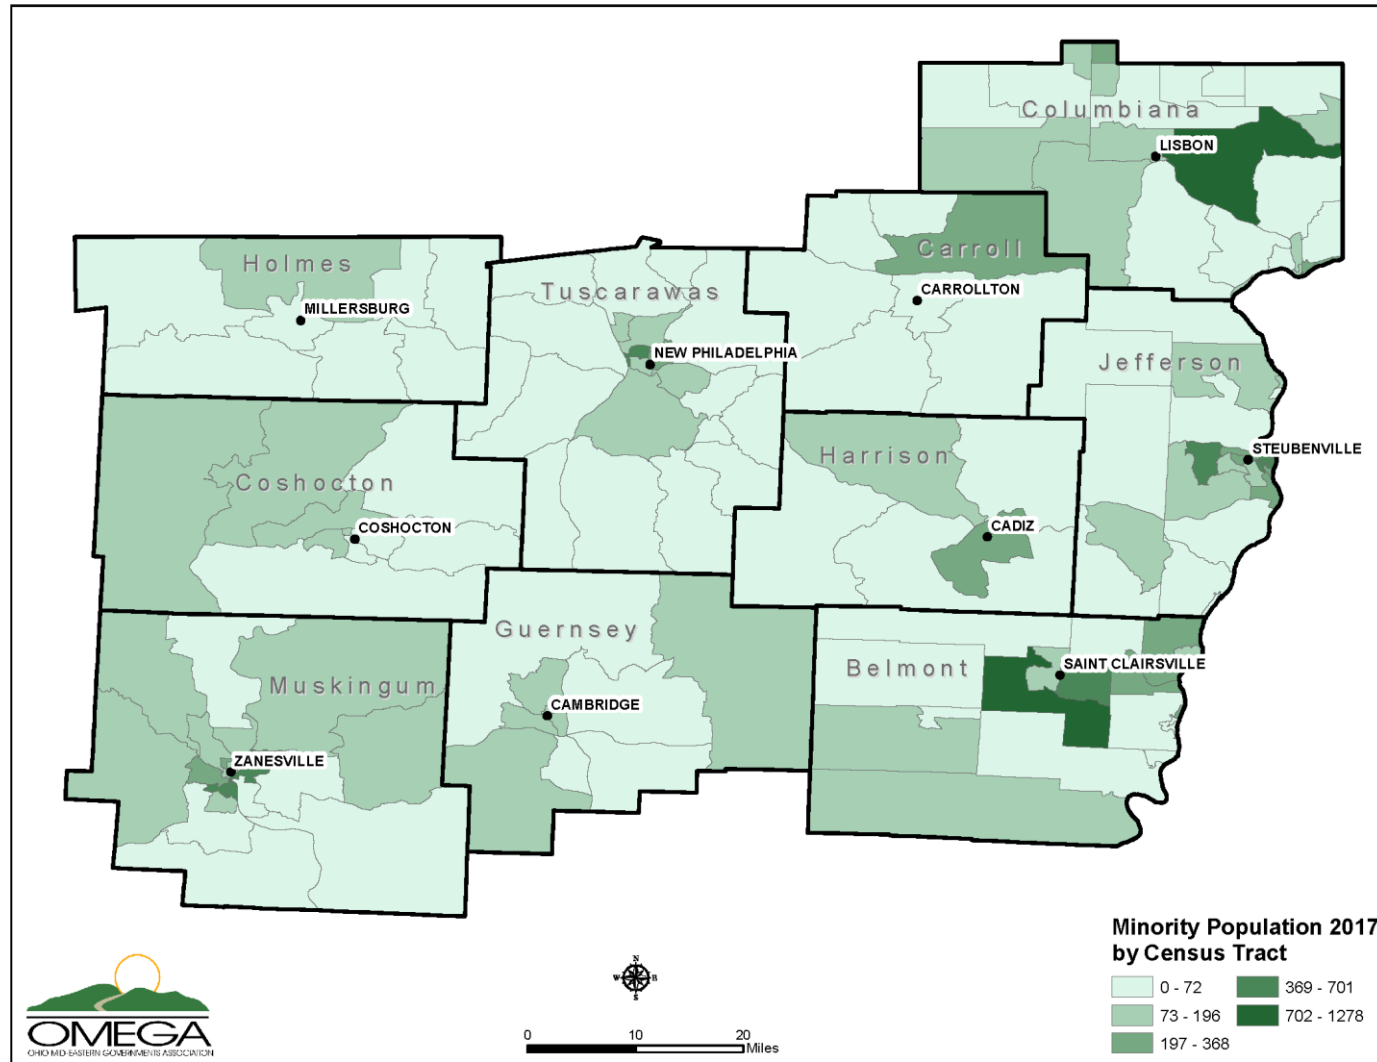 Columbiana
LISBON
Carroll
CARROLLTON
Holmes
MILLERSBURG
Tuscarawas
NEW PHILADELPHIA
Jefferson
STEUBENVILLE
Harrison
CADIZ
Coshocton
COSHOCTON
Guernsey
CAMBRIDGE
Belmont
SAINT CLAIRSVILLE
Muskingum
ZANESVILLE
Minority Population 2017
by Census Tract
0 - 72
369 - 701
73 - 196
702 - 1278
197 - 368
N
W
S
0 10 20
Miles
OMEGA
OHIO MID-EASTERN GOVERNMENTS ASSOCIATION